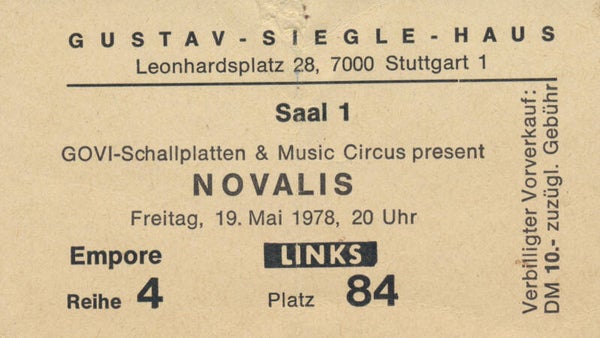 GUSTAV-SIEGLE-HAUS
Leonhardsplatz 28, 7000 Stuttgart 1
Saal 1
GOVI-Schallplatten & Music Circus present
NOVALIS
Freitag, 19. Mai 1978, 20 Uhr
Empore LINKS
Reihe 4 Platz 84
Verbilligter Vorverkauf:
DM 10.- zuzügl. Gebühr